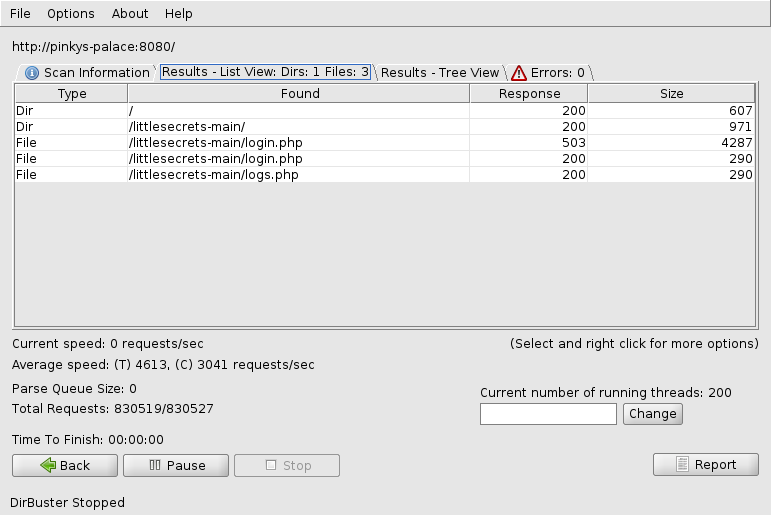 File Options About Help
http://pinkys-palace:8080/
Scan Information Results - List View: Dirs: 1 Files: 3 Results - Tree View Errors: 0
Type Found Response Size
Dir / 200 607
Dir /littlesecrets-main/ 200 971
File /littlesecrets-main/login.php 503 4287
File /littlesecrets-main/login.php 200 290
File /littlesecrets-main/logs.php 200 290
Current speed: 0 requests/sec (Select and right click for more options)
Average speed: (T) 4613, (C) 3041 requests/sec
Parse Queue Size: 0
Current number of running threads: 200
Total Requests: 830519/830527
Change
Time To Finish: 00:00:00
Back Pause Stop Report
DirBuster Stopped